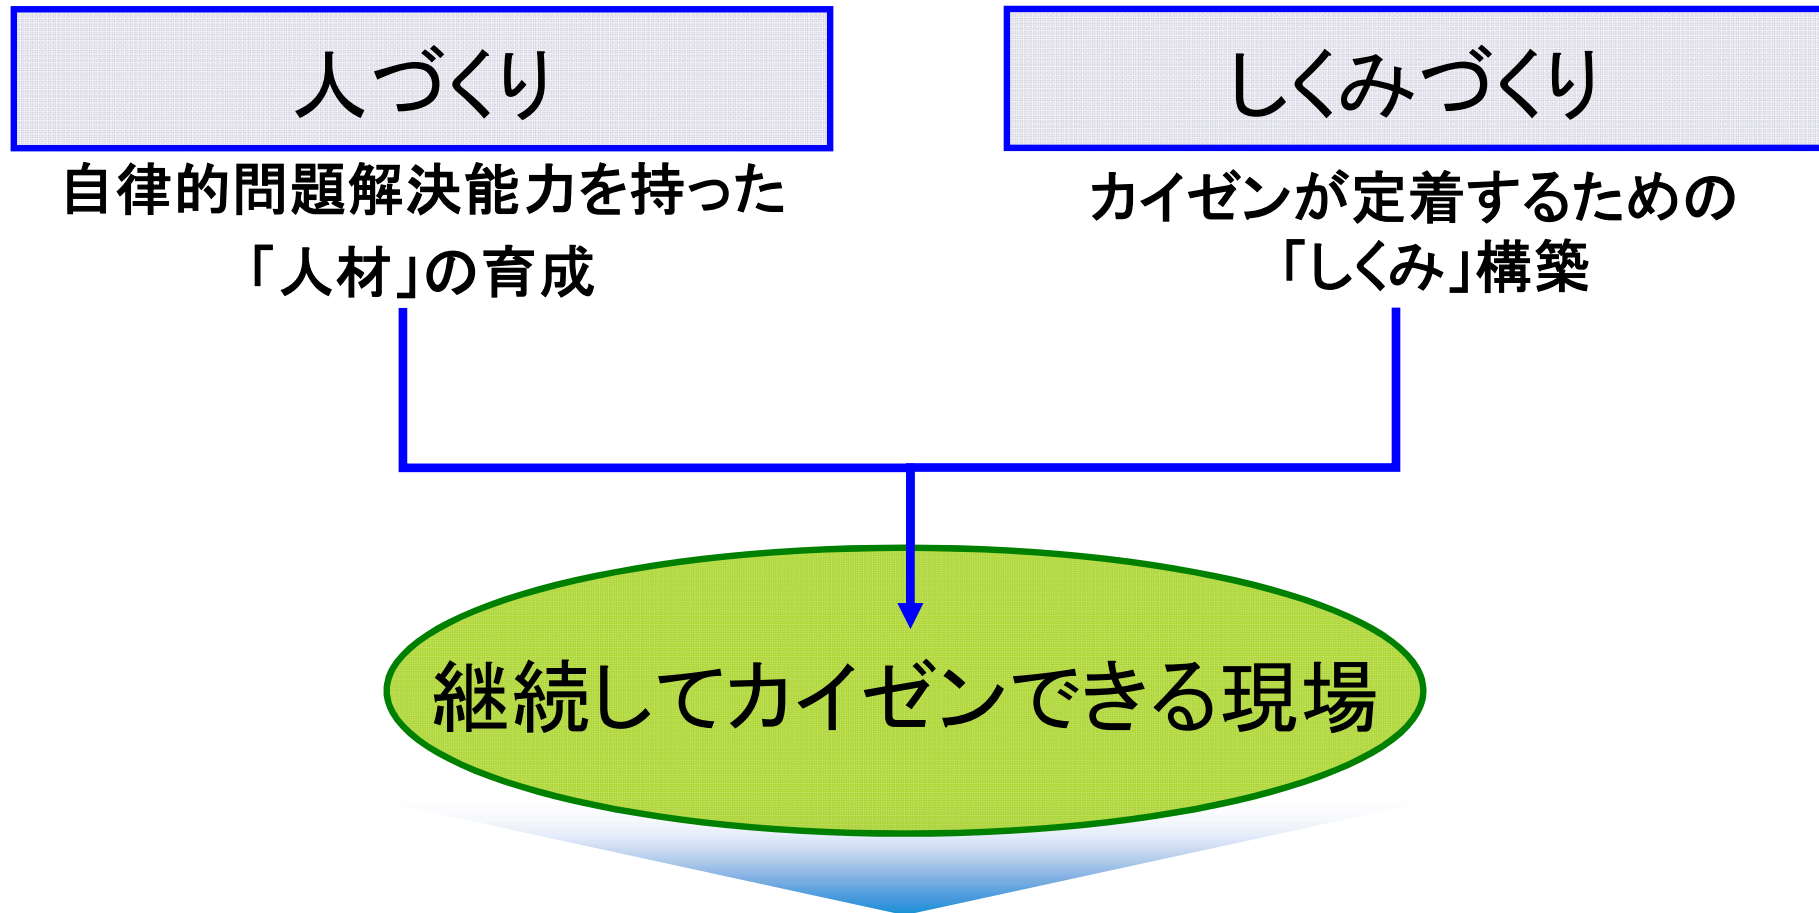 人づくり
自律的問題解決能力を持った
「人材」の育成
しくみづくり
カイゼンが定着するための
「しくみ」構築
継続してカイゼンできる現場